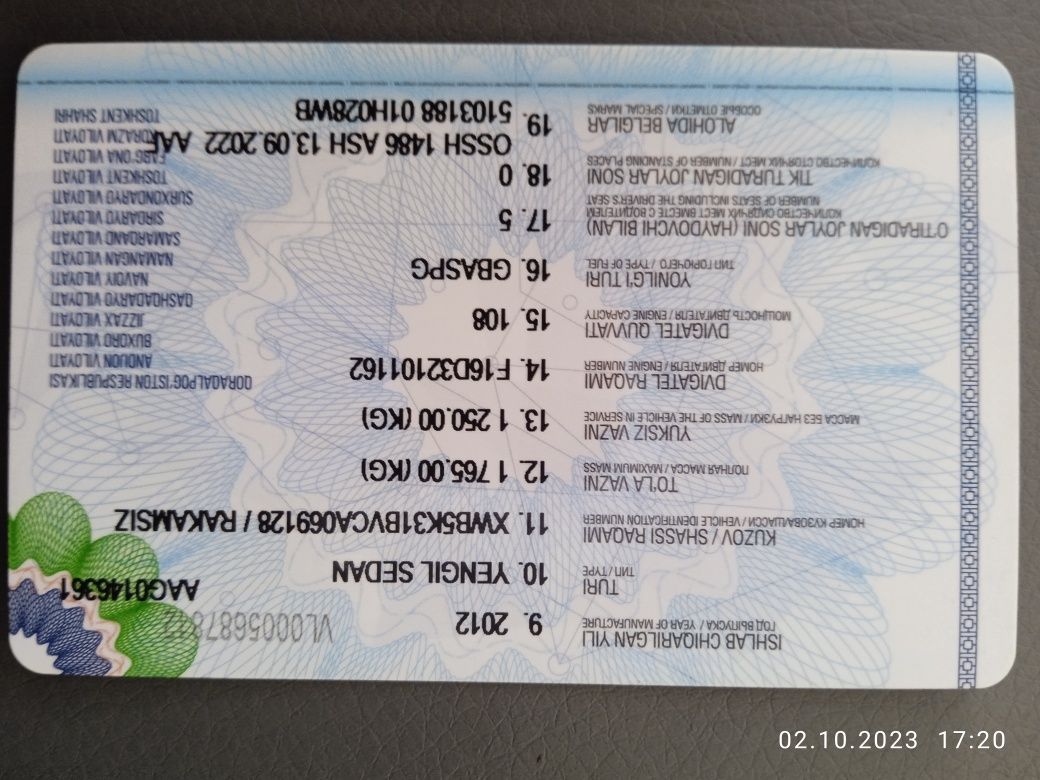 ISHLAB CHIQARILGAN YILI
ГОД ВЫПУСКА / YEAR OF MANUFACTURE
9. 2012
AAG0146361
TURI
ТИП / TYPE
10. YENGIL SEDAN
KUZOV / SHASSI RAQAMI
НОМЕР КУЗОВА/ШАССИ / VEHICLE IDENTIFICATION NUMBER
11. XWB5K31BVCA069128 / RAKAMSIZ
TO'LA VAZNI
ПОЛНАЯ МАССА / MAXIMUM MASS
12. 1 765.00 (KG)
YUKSIZ VAZNI
МАССА БЕЗ НАГРУЗКИ / MASS OF THE VEHICLE IN SERVICE
13. 1 250.00 (KG)
DVIGATEL RAQAMI
НОМЕР ДВИГАТЕЛЯ / ENGINE NUMBER
14. F16D32101162
DVIGATEL QUVVATI
МОЩНОСТЬ ДВИГАТЕЛЯ / ENGINE CAPACITY
15. 108
YONILG'I TURI
ТИП ГОРЮЧЕГО / TYPE OF FUEL
16. GBASPG
O'TIRADIGAN JOYLAR SONI (HAYDOVCHI BILAN)
КОЛИЧЕСТВО СИДЯЧИХ МЕСТ ВМЕСТЕ С ВОДИТЕЛЕМ
NUMBER OF SEATS INCLUDING THE DRIVER'S SEAT
17. 5
TIK TURADIGAN JOYLAR SONI
КОЛИЧЕСТВО СТОЯЧИХ МЕСТ / NUMBER OF STANDING PLACES
18. 0
ALOHIDA BELGILAR
ОСОБЫЕ ОТМЕТКИ / SPECIAL MARKS
19. OSSH 1486 ASH 13.09.2022 AAF
5103188 01H028WB
QORAQALPOG'ISTON RESPUBLIKASI
ANDIJON VILOYATI
BUXORO VILOYATI
JIZZAX VILOYATI
QASHQADARYO VILOYATI
NAVOIY VILOYATI
NAMANGAN VILOYATI
SAMARQAND VILOYATI
SIRDARYO VILOYATI
SURXONDARYO VILOYATI
TOSHKENT VILOYATI
FARG'ONA VILOYATI
XORAZM VILOYATI
TOSHKENT SHAHRI
02.10.2023 17:20